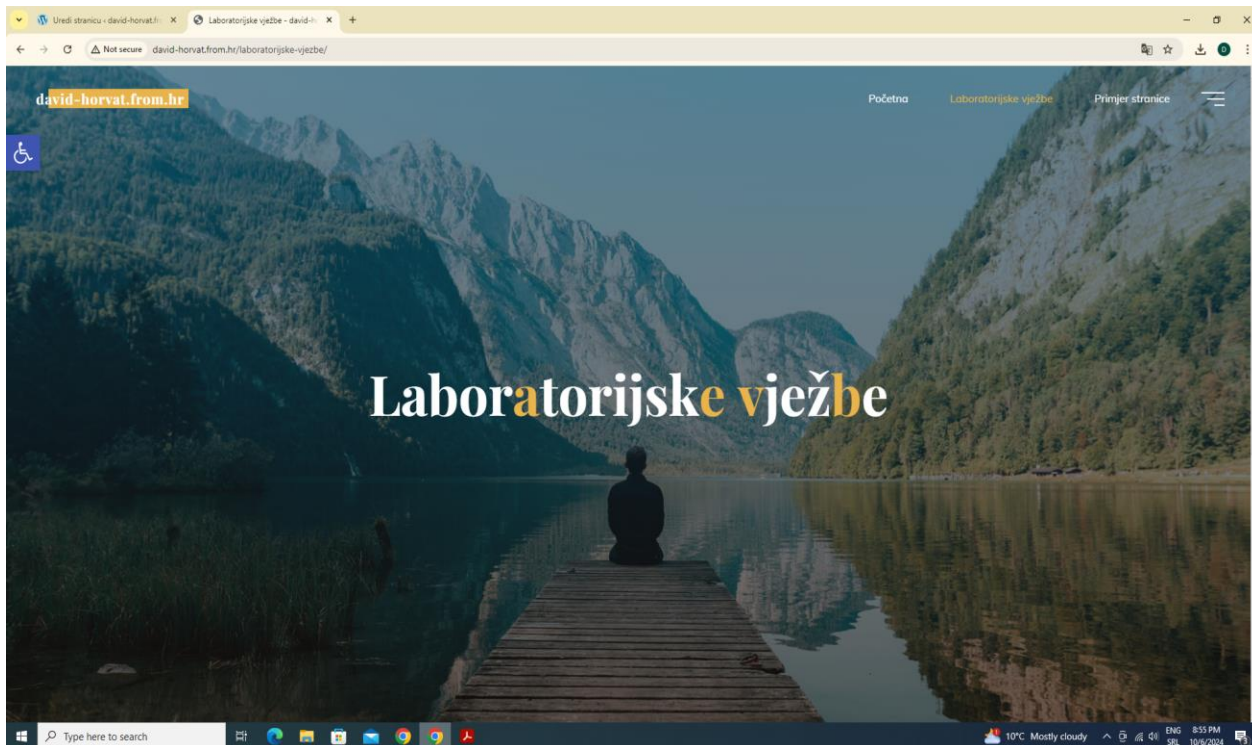 Uredi stranicu ‹ david-horvat.fr
Laboratorijske vježbe - david-h
Not secure
david-horvat.from.hr/laboratorijske-vjezbe/
D
david-horvat.from.hr
Početna
Laboratorijske vježbe
Primjer stranice
Laboratorijske vježbe
Type here to search
10°C Mostly cloudy
ENG
SRL
8:55 PM
10/6/2024
3